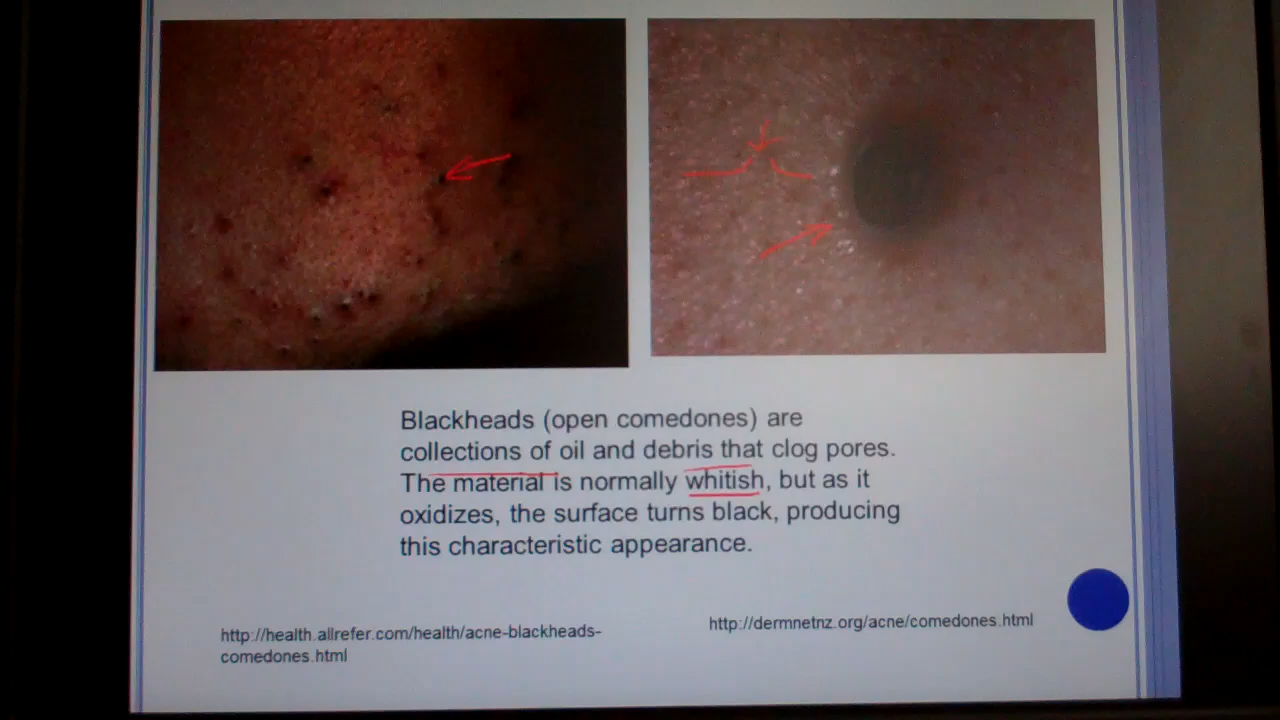 Blackheads (open comedones) are
collections of oil and debris that clog pores.
The material is normally whitish, but as it
oxidizes, the surface turns black, producing
this characteristic appearance.
http://health.allrefer.com/health/acne-blackheads-
comedones.html
http://dermnetnz.org/acne/comedones.html